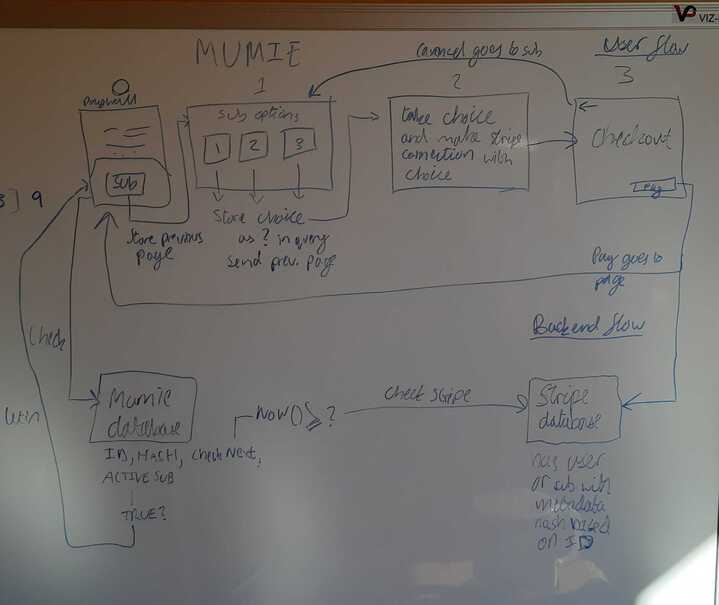 VIZ-
MUMIE
Cancel goes to sub
User flow
1
2
3
Sub options
1 2 3
take choice
and make stripe
connection with
choice
Checkout
Pay
SUB
9
Store previous
page
Store choice
as ? in query
Send prev. page
Pay goes to
page
Backend flow
Check
Mumie
database
ID, HASH, CheckNext,
ACTIVE SUB
TRUE?
NOW() ≥ ?
Check stripe
Stripe
database
has user
or sub with
metadata
hash based
on ID